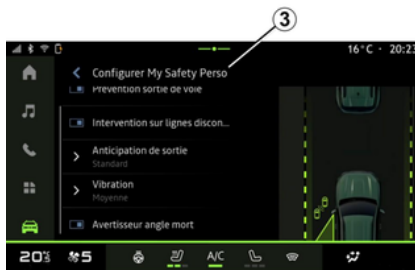 3
16°C · 20:23
Configurer My Safety Perso
Prévention sortie de voie
Intervention sur lignes discon...
Anticipation de sortie
Standard
Vibration
Moyenne
Avertisseur angle mort
20⁵ 5 A/C